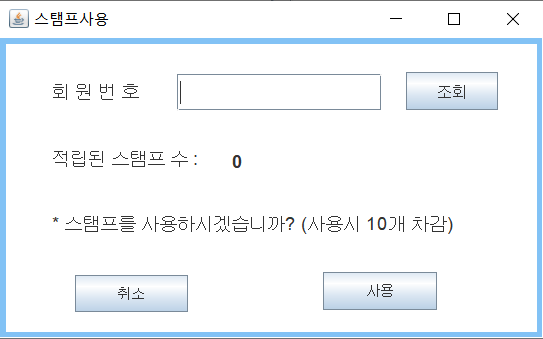 스탬프사용
회 원 번 호 조회
적립된 스탬프 수 : 0
* 스탬프를 사용하시겠습니까? (사용시 10개 차감)
취소 사용